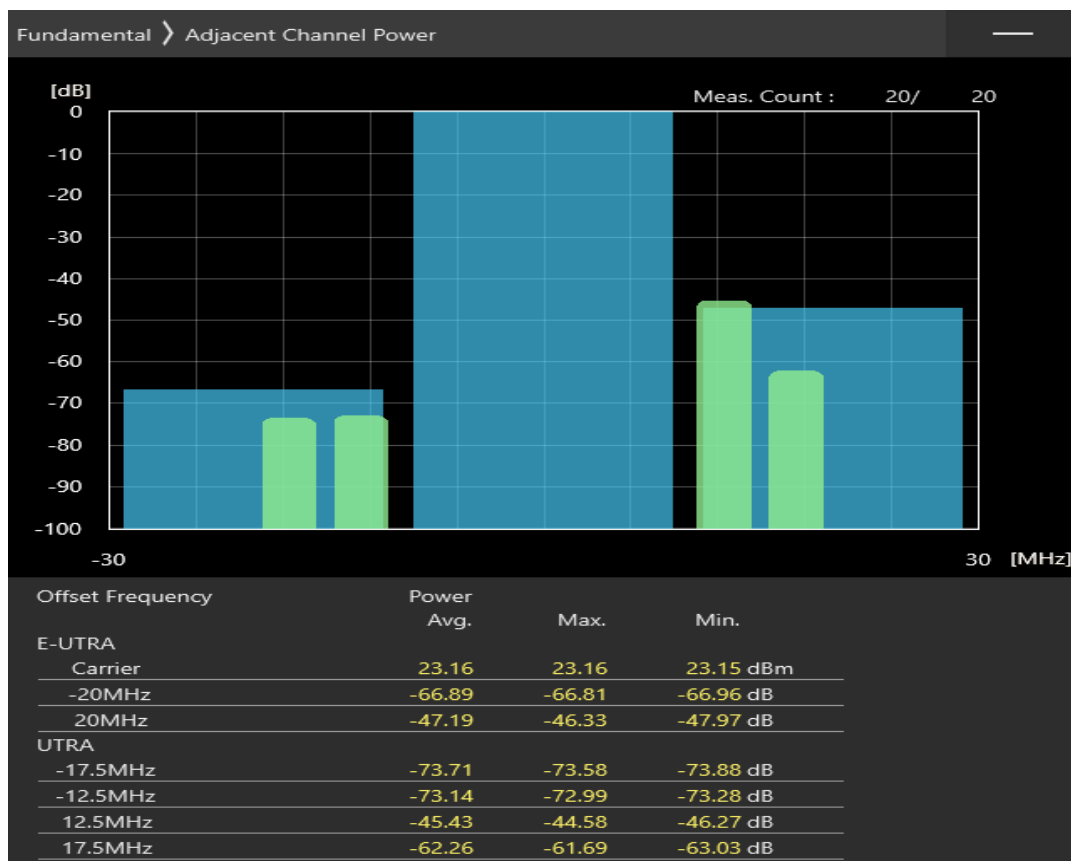 Fundamental ❯ Adjacent Channel Power
[dB]
Meas. Count : 20/ 20
0
-10
-20
-30
-40
-50
-60
-70
-80
-90
-100
-30 30 [MHz]
Offset Frequency Power
Avg. Max. Min.
E-UTRA
Carrier 23.16 23.16 23.15 dBm
-20MHz -66.89 -66.81 -66.96 dB
20MHz -47.19 -46.33 -47.97 dB
UTRA
-17.5MHz -73.71 -73.58 -73.88 dB
-12.5MHz -73.14 -72.99 -73.28 dB
12.5MHz -45.43 -44.58 -46.27 dB
17.5MHz -62.26 -61.69 -63.03 dB